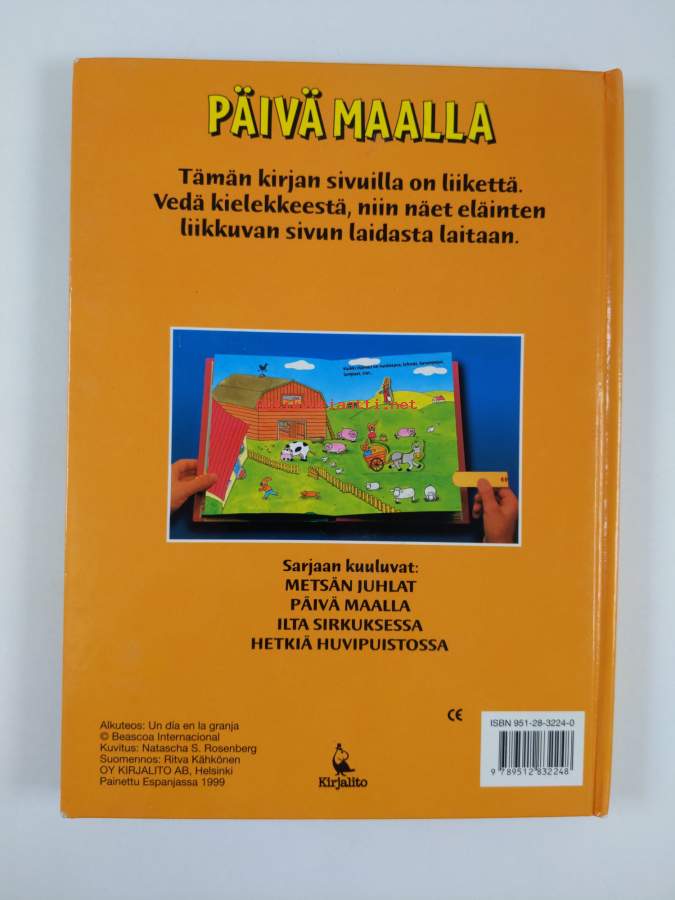 PÄIVÄ MAALLA
Tämän kirjan sivuilla on liikettä.
Vedä kielekkeestä, niin näet eläinten
liikkuvan sivun laidasta laitaan.
Sarjaan kuuluvat:
METSÄN JUHLAT
PÄIVÄ MAALLA
ILTA SIRKUKSESSA
HETKIÄ HUVIPUISTOSSA
Alkuteos: Un día en la granja
© Beascoa Internacional
Kuvitus: Natascha S. Rosenberg
Suomennos: Ritva Kähkönen
OY KIRJALITO AB, Helsinki
Painettu Espanjassa 1999
Kirjalito
CE
ISBN 951-28-3224-0
9 789512 832248